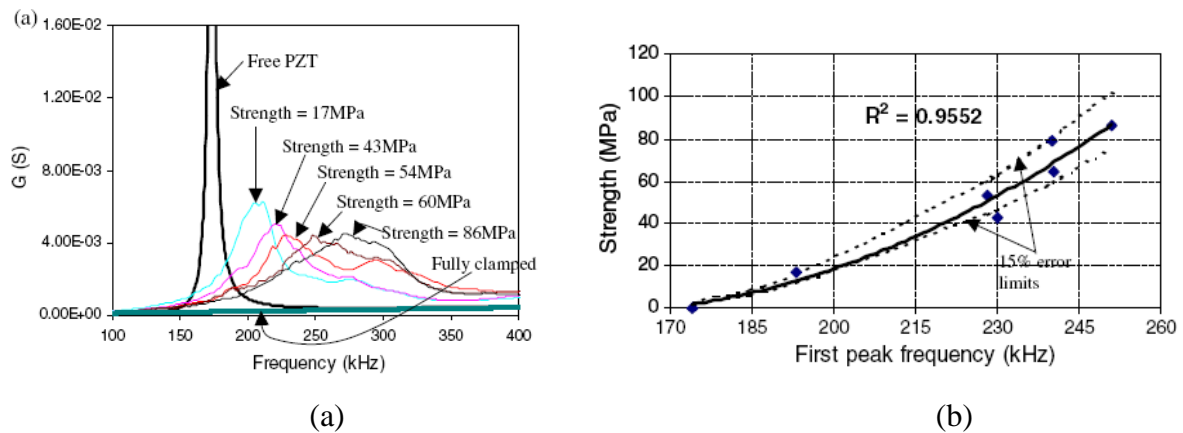 (a)
1.60E-02
1.20E-02
8.00E-03
4.00E-03
0.00E+00
G (S)
Free PZT
Strength = 17MPa
Strength = 43MPa
Strength = 54MPa
Strength = 60MPa
Strength = 86MPa
Fully clamped
100 150 200 250 300 350 400
Frequency (kHz)
(a)
120
100
80
60
40
20
0
Strength (MPa)
R² = 0.9552
15% error
limits
170 185 200 215 230 245 260
First peak frequency (kHz)
(b)